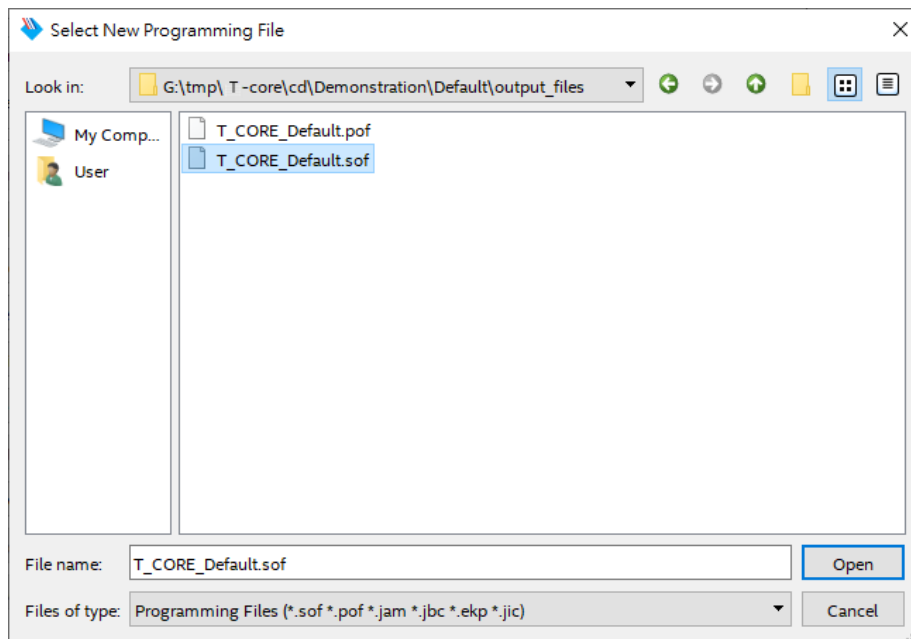 Select New Programming File
Look in: G:\tmp\ T -core\cd\Demonstration\Default\output_files
My Comp...
User
T_CORE_Default.pof
T_CORE_Default.sof
File name: T_CORE_Default.sof Open
Files of type: Programming Files (*.sof *.pof *.jam *.jbc *.ekp *.jic) Cancel